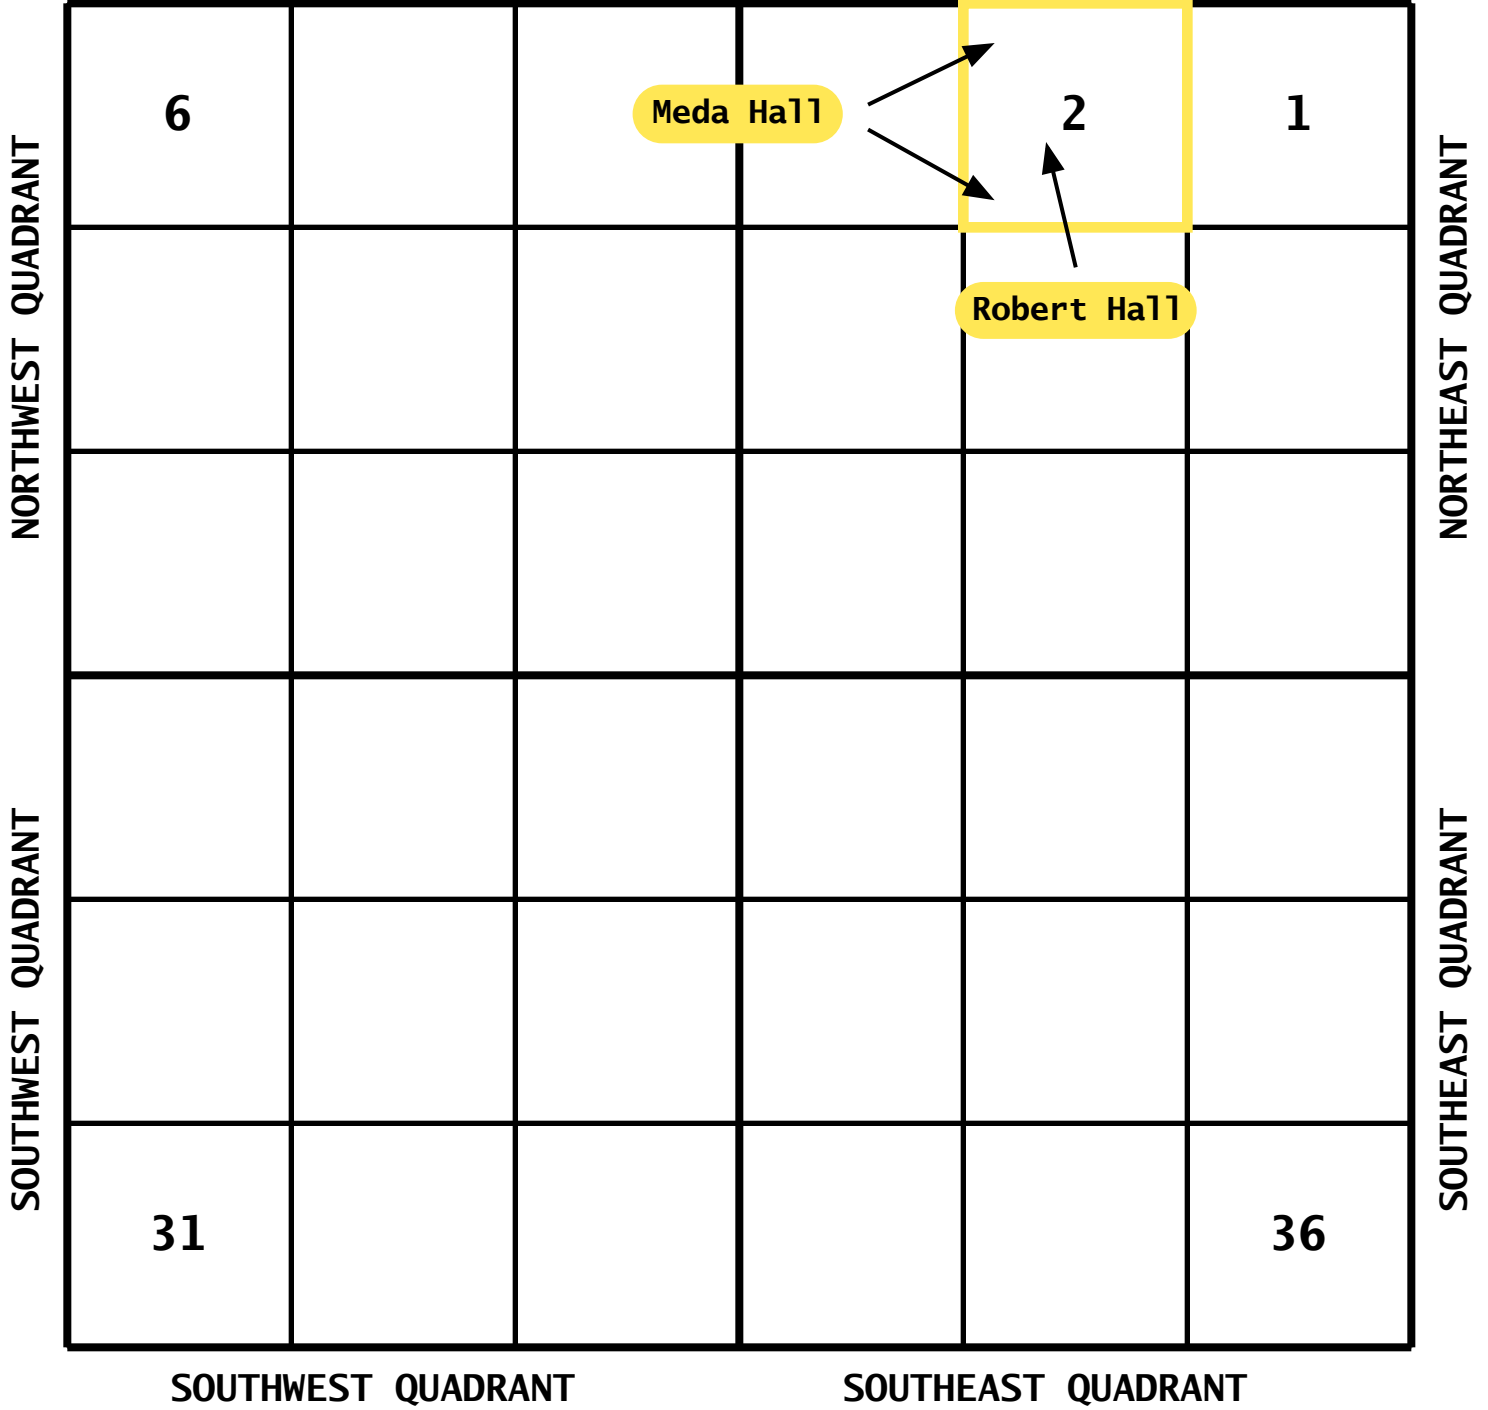 6
Meda Hall
2
1
NORTHWEST QUADRANT
NORTHEAST QUADRANT
Robert Hall
SOUTHWEST QUADRANT
SOUTHEAST QUADRANT
31
36
SOUTHWEST QUADRANT
SOUTHEAST QUADRANT